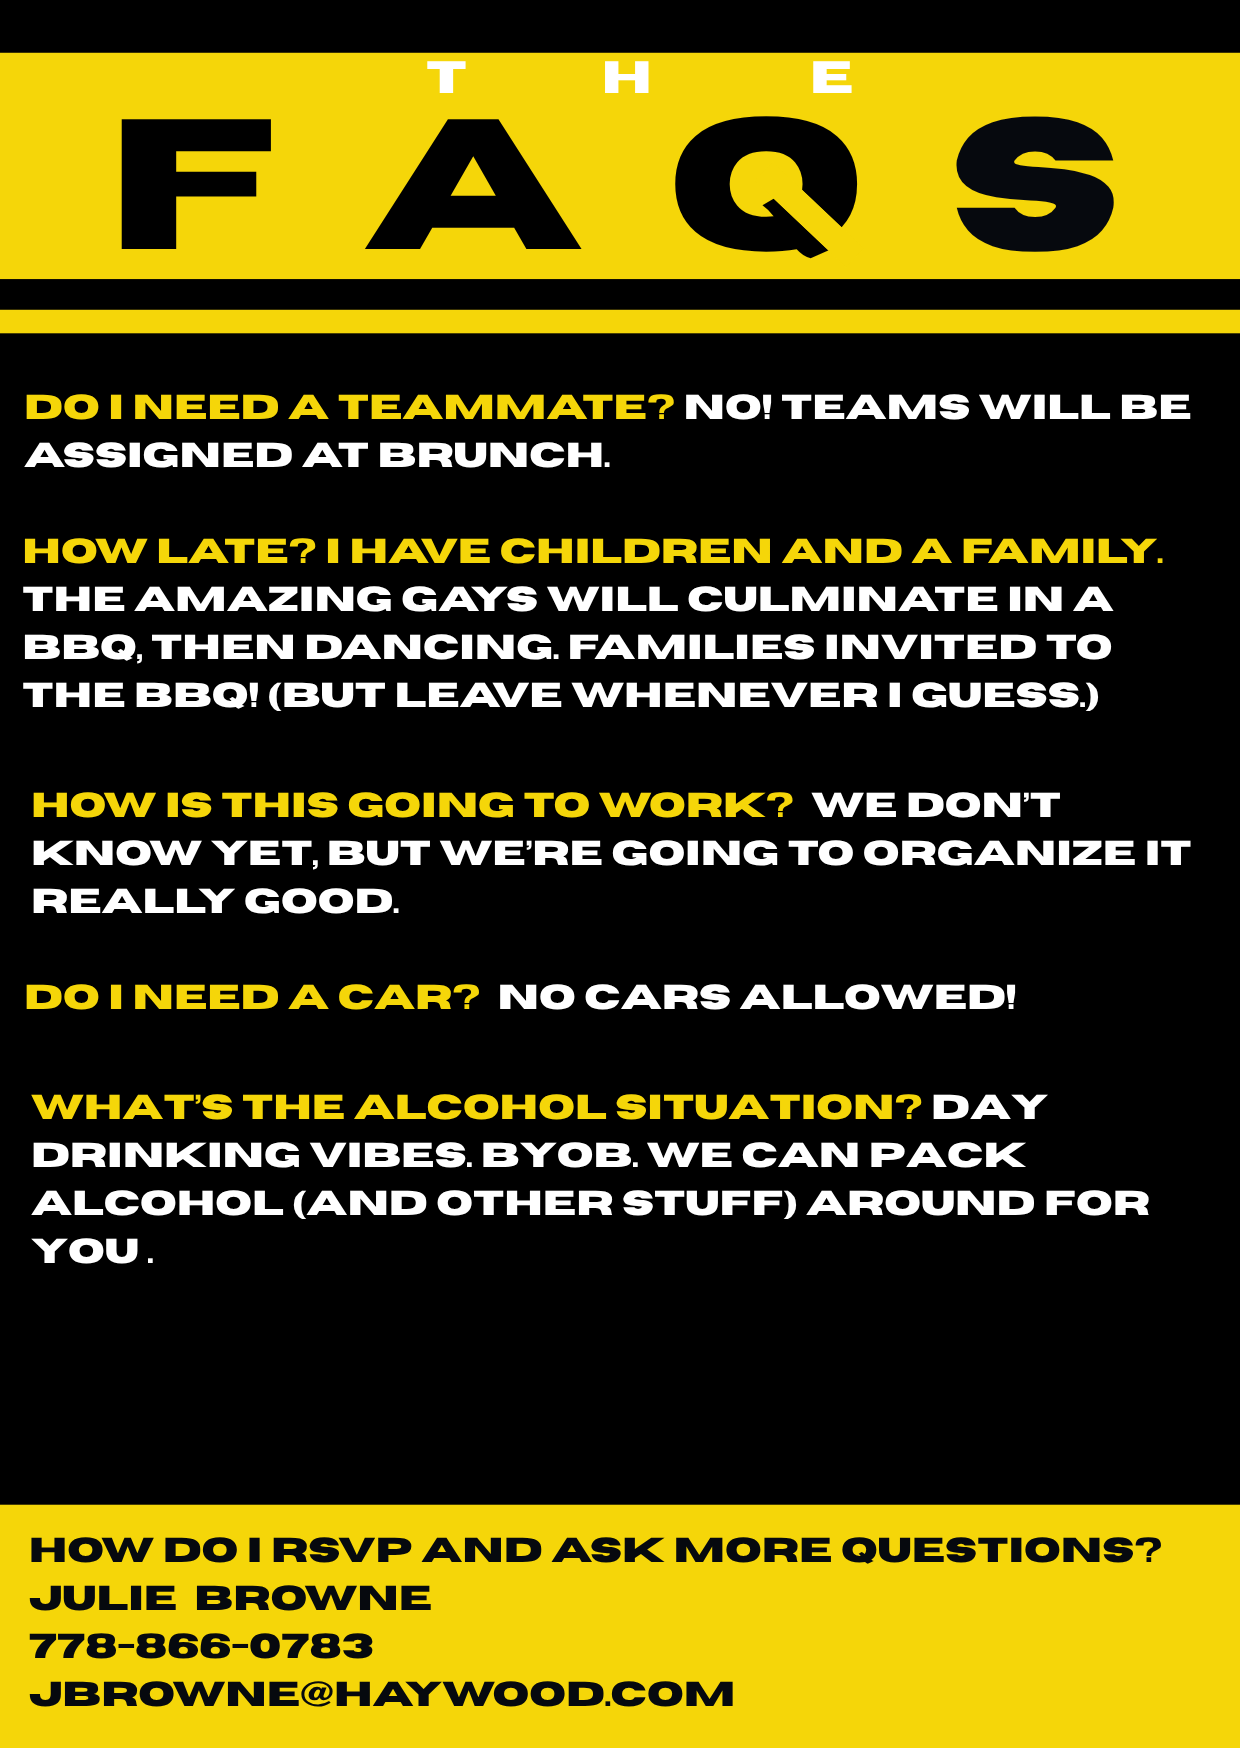 THE
FAQS
DO I NEED A TEAMMATE? NO! TEAMS WILL BE
ASSIGNED AT BRUNCH.
HOW LATE? I HAVE CHILDREN AND A FAMILY.
THE AMAZING GAYS WILL CULMINATE IN A
BBQ, THEN DANCING. FAMILIES INVITED TO
THE BBQ! (BUT LEAVE WHENEVER I GUESS.)
HOW IS THIS GOING TO WORK? WE DON'T
KNOW YET, BUT WE'RE GOING TO ORGANIZE IT
REALLY GOOD.
DO I NEED A CAR? NO CARS ALLOWED!
WHAT'S THE ALCOHOL SITUATION? DAY
DRINKING VIBES. BYOB. WE CAN PACK
ALCOHOL (AND OTHER STUFF) AROUND FOR
YOU .
HOW DO I RSVP AND ASK MORE QUESTIONS?
JULIE BROWNE
778-866-0783
JBROWNE@HAYWOOD.COM